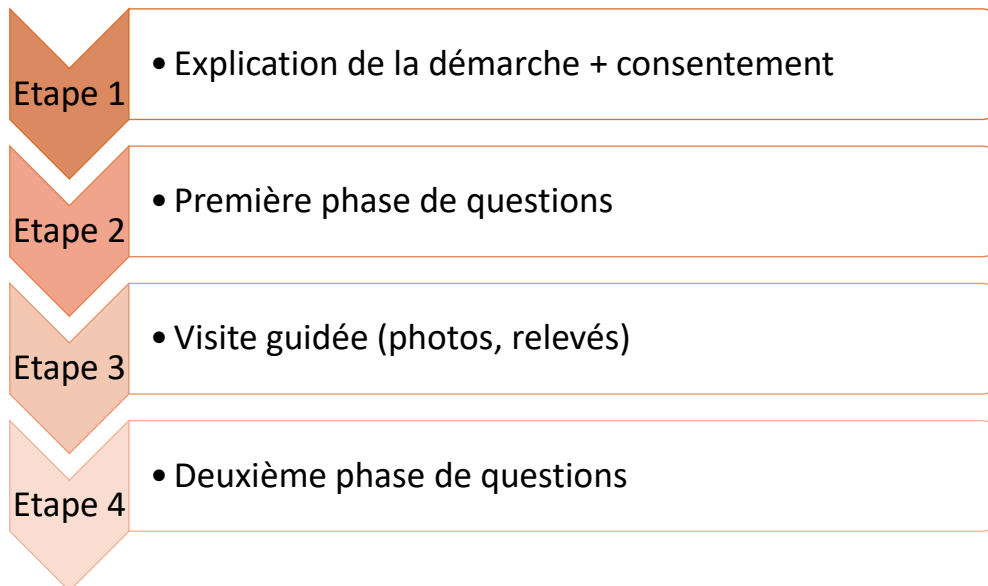 Etape 1
• Explication de la démarche + consentement
Etape 2
• Première phase de questions
Etape 3
• Visite guidée (photos, relevés)
Etape 4
• Deuxième phase de questions